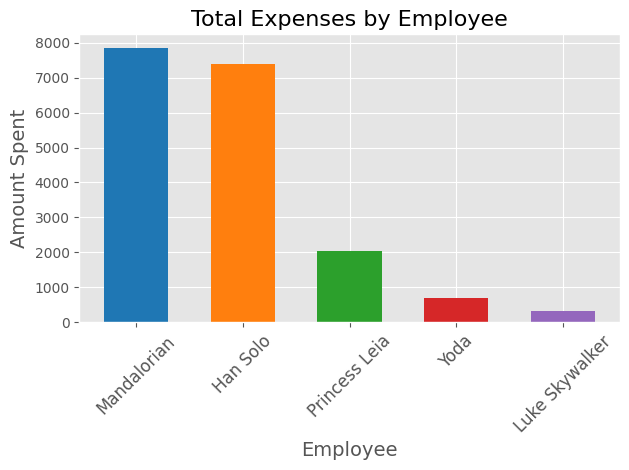 Total Expenses by Employee
8000
7000
6000
5000
4000
3000
2000
1000
0
Amount Spent
Mandalorian
Han Solo
Princess Leia
Yoda
Luke Skywalker
Employee